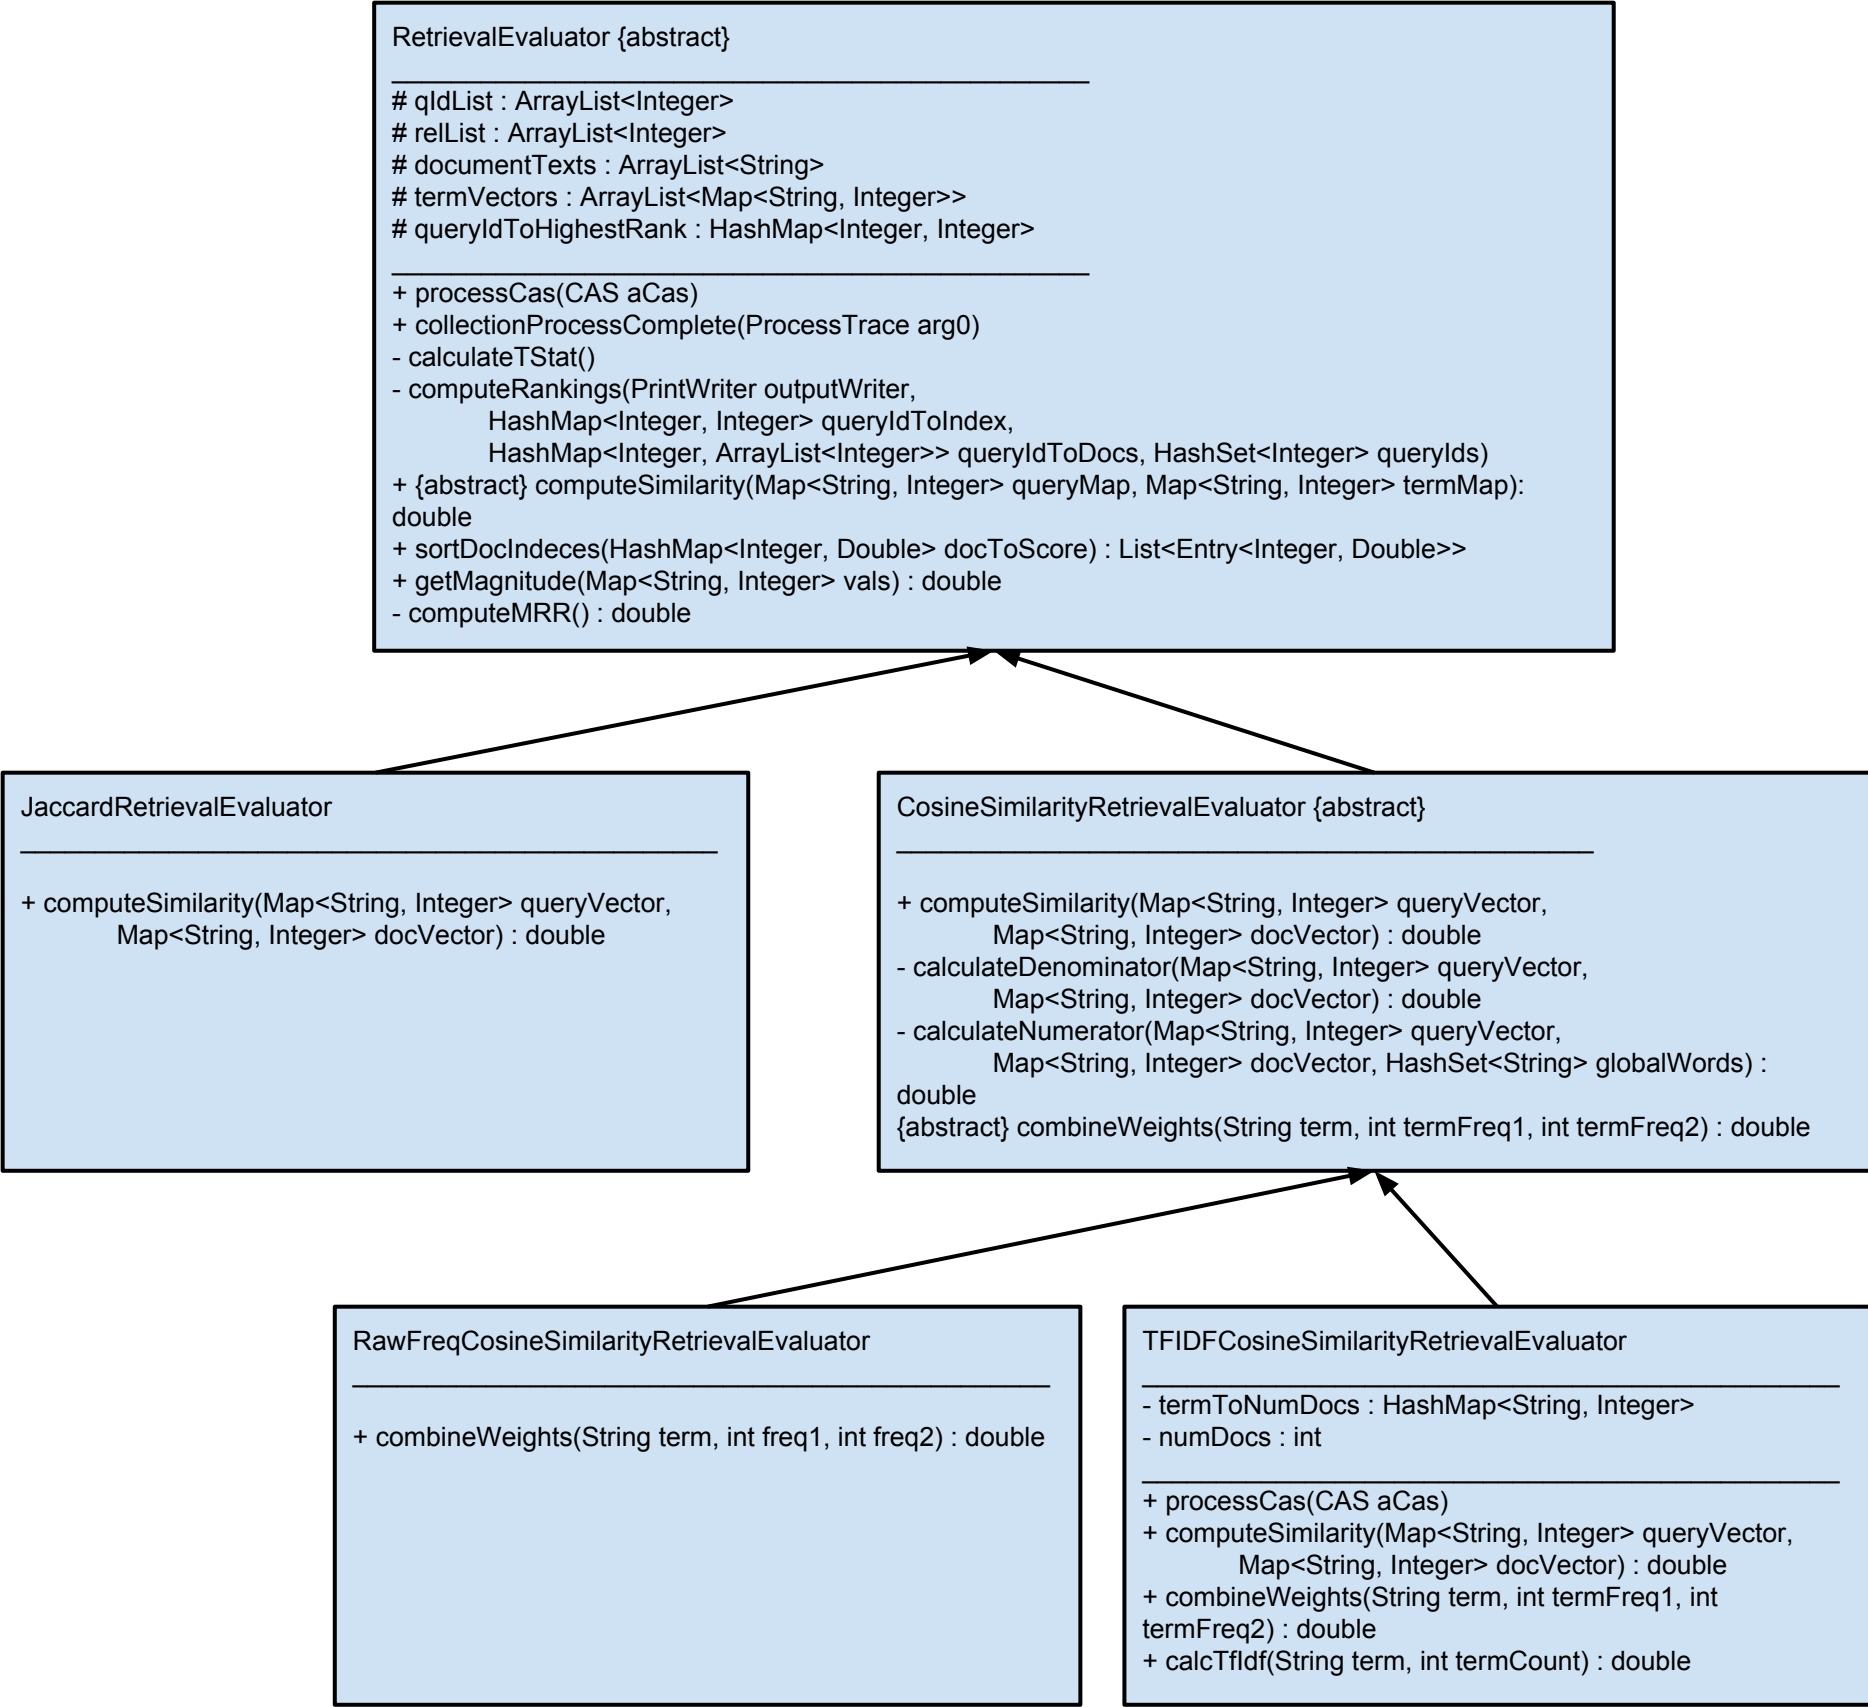 RetrievalEvaluator {abstract}
# qIdList : ArrayList<Integer>
# relList : ArrayList<Integer>
# documentTexts : ArrayList<String>
# termVectors : ArrayList<Map<String, Integer>>
# queryIdToHighestRank : HashMap<Integer, Integer>
+ processCas(CAS aCas)
+ collectionProcessComplete(ProcessTrace arg0)
- calculateTStat()
- computeRankings(PrintWriter outputWriter,
HashMap<Integer, Integer> queryIdToIndex,
HashMap<Integer, ArrayList<Integer>> queryIdToDocs, HashSet<Integer> queryIds)
+ {abstract} computeSimilarity(Map<String, Integer> queryMap, Map<String, Integer> termMap):
double
+ sortDocIndeces(HashMap<Integer, Double> docToScore) : List<Entry<Integer, Double>>
+ getMagnitude(Map<String, Integer> vals) : double
- computeMRR() : double
JaccardRetrievalEvaluator
+ computeSimilarity(Map<String, Integer> queryVector,
Map<String, Integer> docVector) : double
CosineSimilarityRetrievalEvaluator {abstract}
+ computeSimilarity(Map<String, Integer> queryVector,
Map<String, Integer> docVector) : double
- calculateDenominator(Map<String, Integer> queryVector,
Map<String, Integer> docVector) : double
- calculateNumerator(Map<String, Integer> queryVector,
Map<String, Integer> docVector, HashSet<String> globalWords) :
double
{abstract} combineWeights(String term, int termFreq1, int termFreq2) : double
RawFreqCosineSimilarityRetrievalEvaluator
+ combineWeights(String term, int freq1, int freq2) : double
TFIDFCosineSimilarityRetrievalEvaluator
- termToNumDocs : HashMap<String, Integer>
- numDocs : int
+ processCas(CAS aCas)
+ computeSimilarity(Map<String, Integer> queryVector,
Map<String, Integer> docVector) : double
+ combineWeights(String term, int termFreq1, int
termFreq2) : double
+ calcTfIdf(String term, int termCount) : double